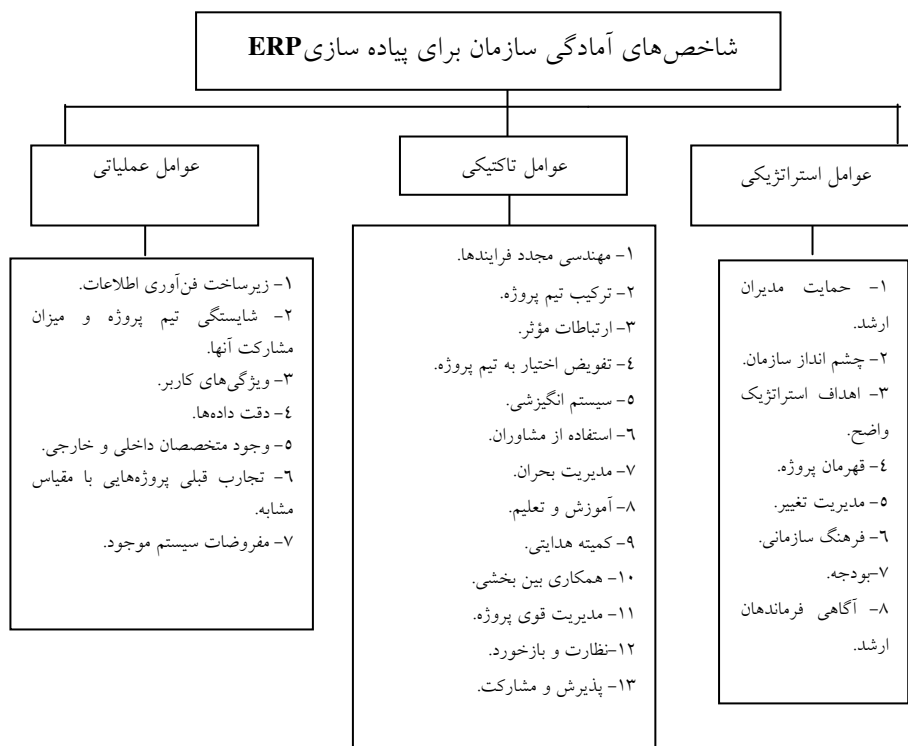 شاخص‌های آمادگی سازمان برای پیاده سازی ERP
عوامل استراتژیکی
۱- حمایت مدیران
ارشد.
۲- چشم انداز سازمان.
۳- اهداف استراتژیک
واضح.
٤- قهرمان پروژه.
٥- مدیریت تغییر.
٦- فرهنگ سازمانی.
۷-بودجه.
۸- آگاهی فرماندهان
ارشد.
عوامل تاکتیکی
۱- مهندسی مجدد فرایندها.
۲- ترکیب تیم پروژه.
۳- ارتباطات مؤثر.
٤- تفویض اختیار به تیم پروژه.
٥- سیستم انگیزشی.
٦- استفاده از مشاوران.
۷- مدیریت بحران.
۸- آموزش و تعلیم.
۹- کمیته هدایتی.
۱۰- همکاری بین بخشی.
۱۱- مدیریت قوی پروژه.
۱۲-نظارت و بازخورد.
۱۳- پذیرش و مشارکت.
عوامل عملیاتی
۱- زیرساخت فن‌آوری اطلاعات.
۲- شایستگی تیم پروژه و میزان
مشارکت آنها.
۳- ویژگی‌های کاربر.
٤- دقت داده‌ها.
٥- وجود متخصصان داخلی و خارجی.
٦- تجارب قبلی پروژه‌هایی با مقیاس
مشابه.
۷- مفروضات سیستم موجود.